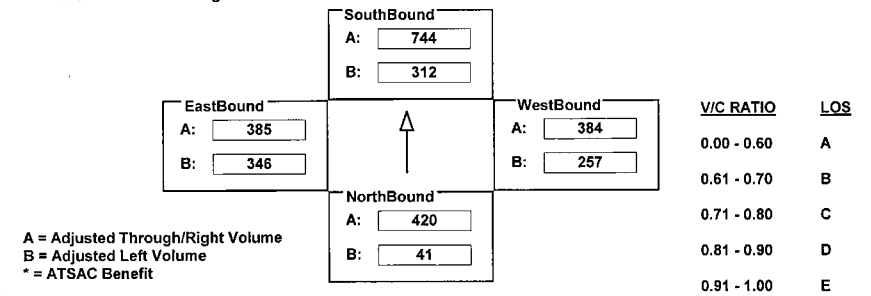 SouthBound
A: 744
B: 312
EastBound
A: 385
B: 346
WestBound
A: 384
B: 257
NorthBound
A: 420
B: 41
A = Adjusted Through/Right Volume
B = Adjusted Left Volume
* = ATSAC Benefit
V/C RATIO LOS
0.00 - 0.60 A
0.61 - 0.70 B
0.71 - 0.80 C
0.81 - 0.90 D
0.91 - 1.00 E